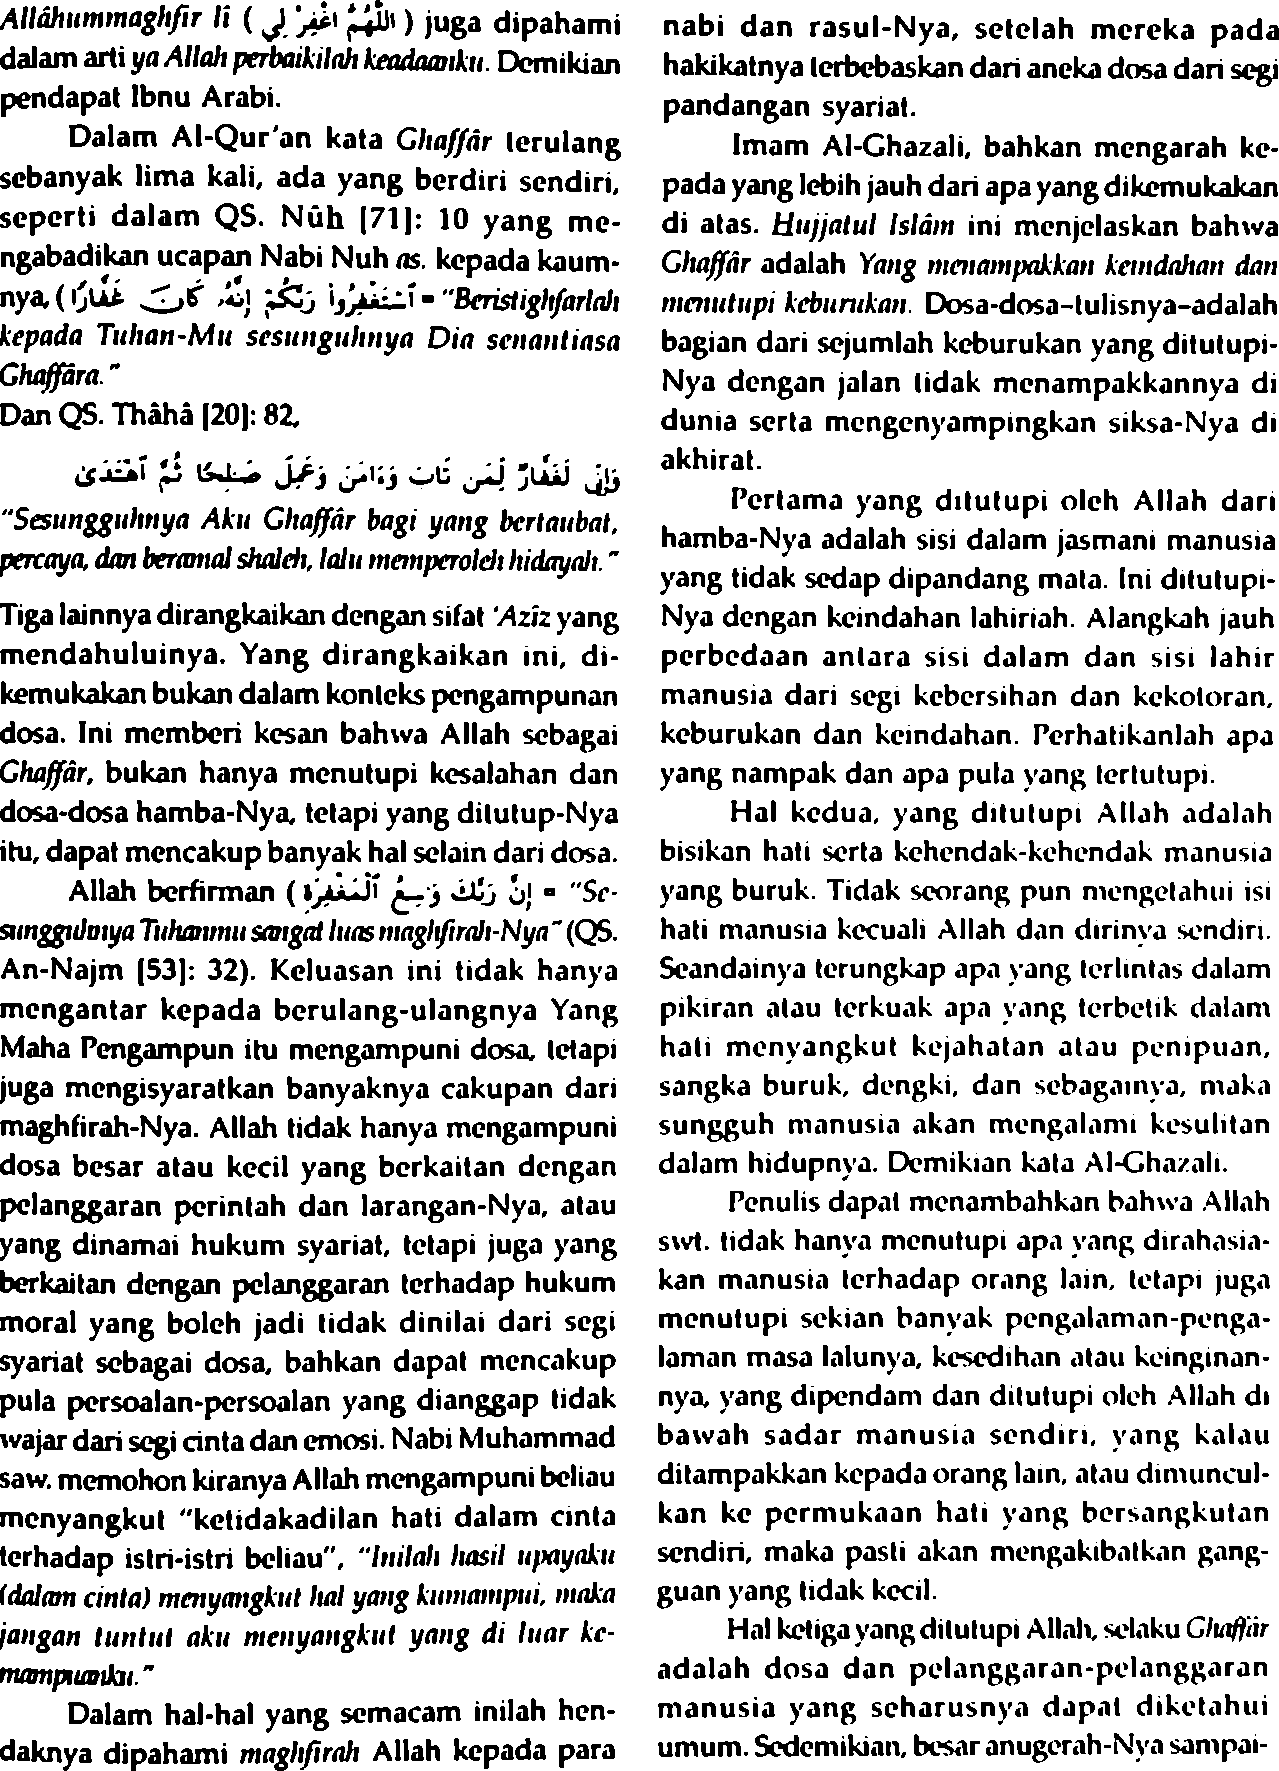 Allâhummaghfir lî ( اللَّهُمَّ اغْفِرْ لِي ) juga dipahami
dalam arti ya Allah perbaikilah keadaanku. Demikian
pendapat Ibnu Arabi.
Dalam Al-Qur'an kata Ghaffâr terulang
sebanyak lima kali, ada yang berdiri sendiri,
seperti dalam QS. Nûh [71]: 10 yang me-
ngabadikan ucapan Nabi Nuh as. kepada kaum-
nya, ( اَسْتَغْفِرُوا رَبَّكُمْ إِنَّهُ كَانَ غَفَّارًا = "Beristighfarlah
kepada Tuhan-Mu sesungguhnya Dia senantiasa
Ghaffâra."
Dan QS. Thâhâ [20]: 82,
وَإِنِّي لَغَفَّارٌ لِّمَن تَابَ وَءَامَنَ وَعَمِلَ صَٰلِحًا ثُمَّ ٱهْتَدَىٰ
"Sesungguhnya Aku Ghaffâr bagi yang bertaubat,
percaya, dan beramal shaleh, lalu memperoleh hidayah."
Tiga lainnya dirangkaikan dengan sifat 'Azîz yang
mendahuluinya. Yang dirangkaikan ini, di-
kemukakan bukan dalam konteks pengampunan
dosa. Ini memberi kesan bahwa Allah sebagai
Ghaffâr, bukan hanya menutupi kesalahan dan
dosa-dosa hamba-Nya, tetapi yang ditutup-Nya
itu, dapat mencakup banyak hal selain dari dosa.
Allah berfirman ( إِنَّ رَبَّكَ وَٰسِعُ ٱلْمَغْفِرَةِ = "Se-
sungguhnya Tuhanmu sangat luas maghfirah-Nya" (QS.
An-Najm [53]: 32). Keluasan ini tidak hanya
mengantar kepada berulang-ulangnya Yang
Maha Pengampun itu mengampuni dosa, tetapi
juga mengisyaratkan banyaknya cakupan dari
maghfirah-Nya. Allah tidak hanya mengampuni
dosa besar atau kecil yang berkaitan dengan
pelanggaran perintah dan larangan-Nya, atau
yang dinamai hukum syariat, tetapi juga yang
berkaitan dengan pelanggaran terhadap hukum
moral yang boleh jadi tidak dinilai dari segi
syariat sebagai dosa, bahkan dapat mencakup
pula persoalan-persoalan yang dianggap tidak
wajar dari segi cinta dan emosi. Nabi Muhammad
saw. memohon kiranya Allah mengampuni beliau
menyangkut "ketidakadilan hati dalam cinta
terhadap istri-istri beliau", "Inilah hasil upayaku
(dalam cinta) menyangkut hal yang kumampui, maka
jangan tuntut aku menyangkut yang di luar ke-
mampuanku."
Dalam hal-hal yang semacam inilah hen-
daknya dipahami maghfirah Allah kepada para
nabi dan rasul-Nya, setelah mereka pada
hakikatnya terbebaskan dari aneka dosa dari segi
pandangan syariat.
Imam Al-Ghazali, bahkan mengarah ke-
pada yang lebih jauh dari apa yang dikemukakan
di atas. Hujjatul Islâm ini menjelaskan bahwa
Ghaffâr adalah Yang menampakkan keindahan dan
menutupi keburukan. Dosa-dosa-tulisnya-adalah
bagian dari sejumlah keburukan yang ditutupi-
Nya dengan jalan tidak menampakkannya di
dunia serta mengenyampingkan siksa-Nya di
akhirat.
Pertama yang ditutupi oleh Allah dari
hamba-Nya adalah sisi dalam jasmani manusia
yang tidak sedap dipandang mata. Ini ditutupi-
Nya dengan keindahan lahiriah. Alangkah jauh
perbedaan antara sisi dalam dan sisi lahir
manusia dari segi kebersihan dan kekotoran,
keburukan dan keindahan. Perhatikanlah apa
yang nampak dan apa pula yang tertutupi.
Hal kedua, yang ditutupi Allah adalah
bisikan hati serta kehendak-kehendak manusia
yang buruk. Tidak seorang pun mengetahui isi
hati manusia kecuali Allah dan dirinya sendiri.
Seandainya terungkap apa yang terlintas dalam
pikiran atau terkuak apa yang terbetik dalam
hati menyangkut kejahatan atau penipuan,
sangka buruk, dengki, dan sebagainya, maka
sungguh manusia akan mengalami kesulitan
dalam hidupnya. Demikian kata Al-Ghazali.
Penulis dapat menambahkan bahwa Allah
swt. tidak hanya menutupi apa yang dirahasia-
kan manusia terhadap orang lain, tetapi juga
menutupi sekian banyak pengalaman-penga-
laman masa lalunya, kesedihan atau keinginan-
nya, yang dipendam dan ditutupi oleh Allah di
bawah sadar manusia sendiri, yang kalau
ditampakkan kepada orang lain, atau dimuncul-
kan ke permukaan hati yang bersangkutan
sendiri, maka pasti akan mengakibatkan gang-
guan yang tidak kecil.
Hal ketiga yang ditutupi Allah, selaku Ghaffâr
adalah dosa dan pelanggaran-pelanggaran
manusia yang seharusnya dapat diketahui
umum. Sedemikian, besar anugerah-Nya sampai-